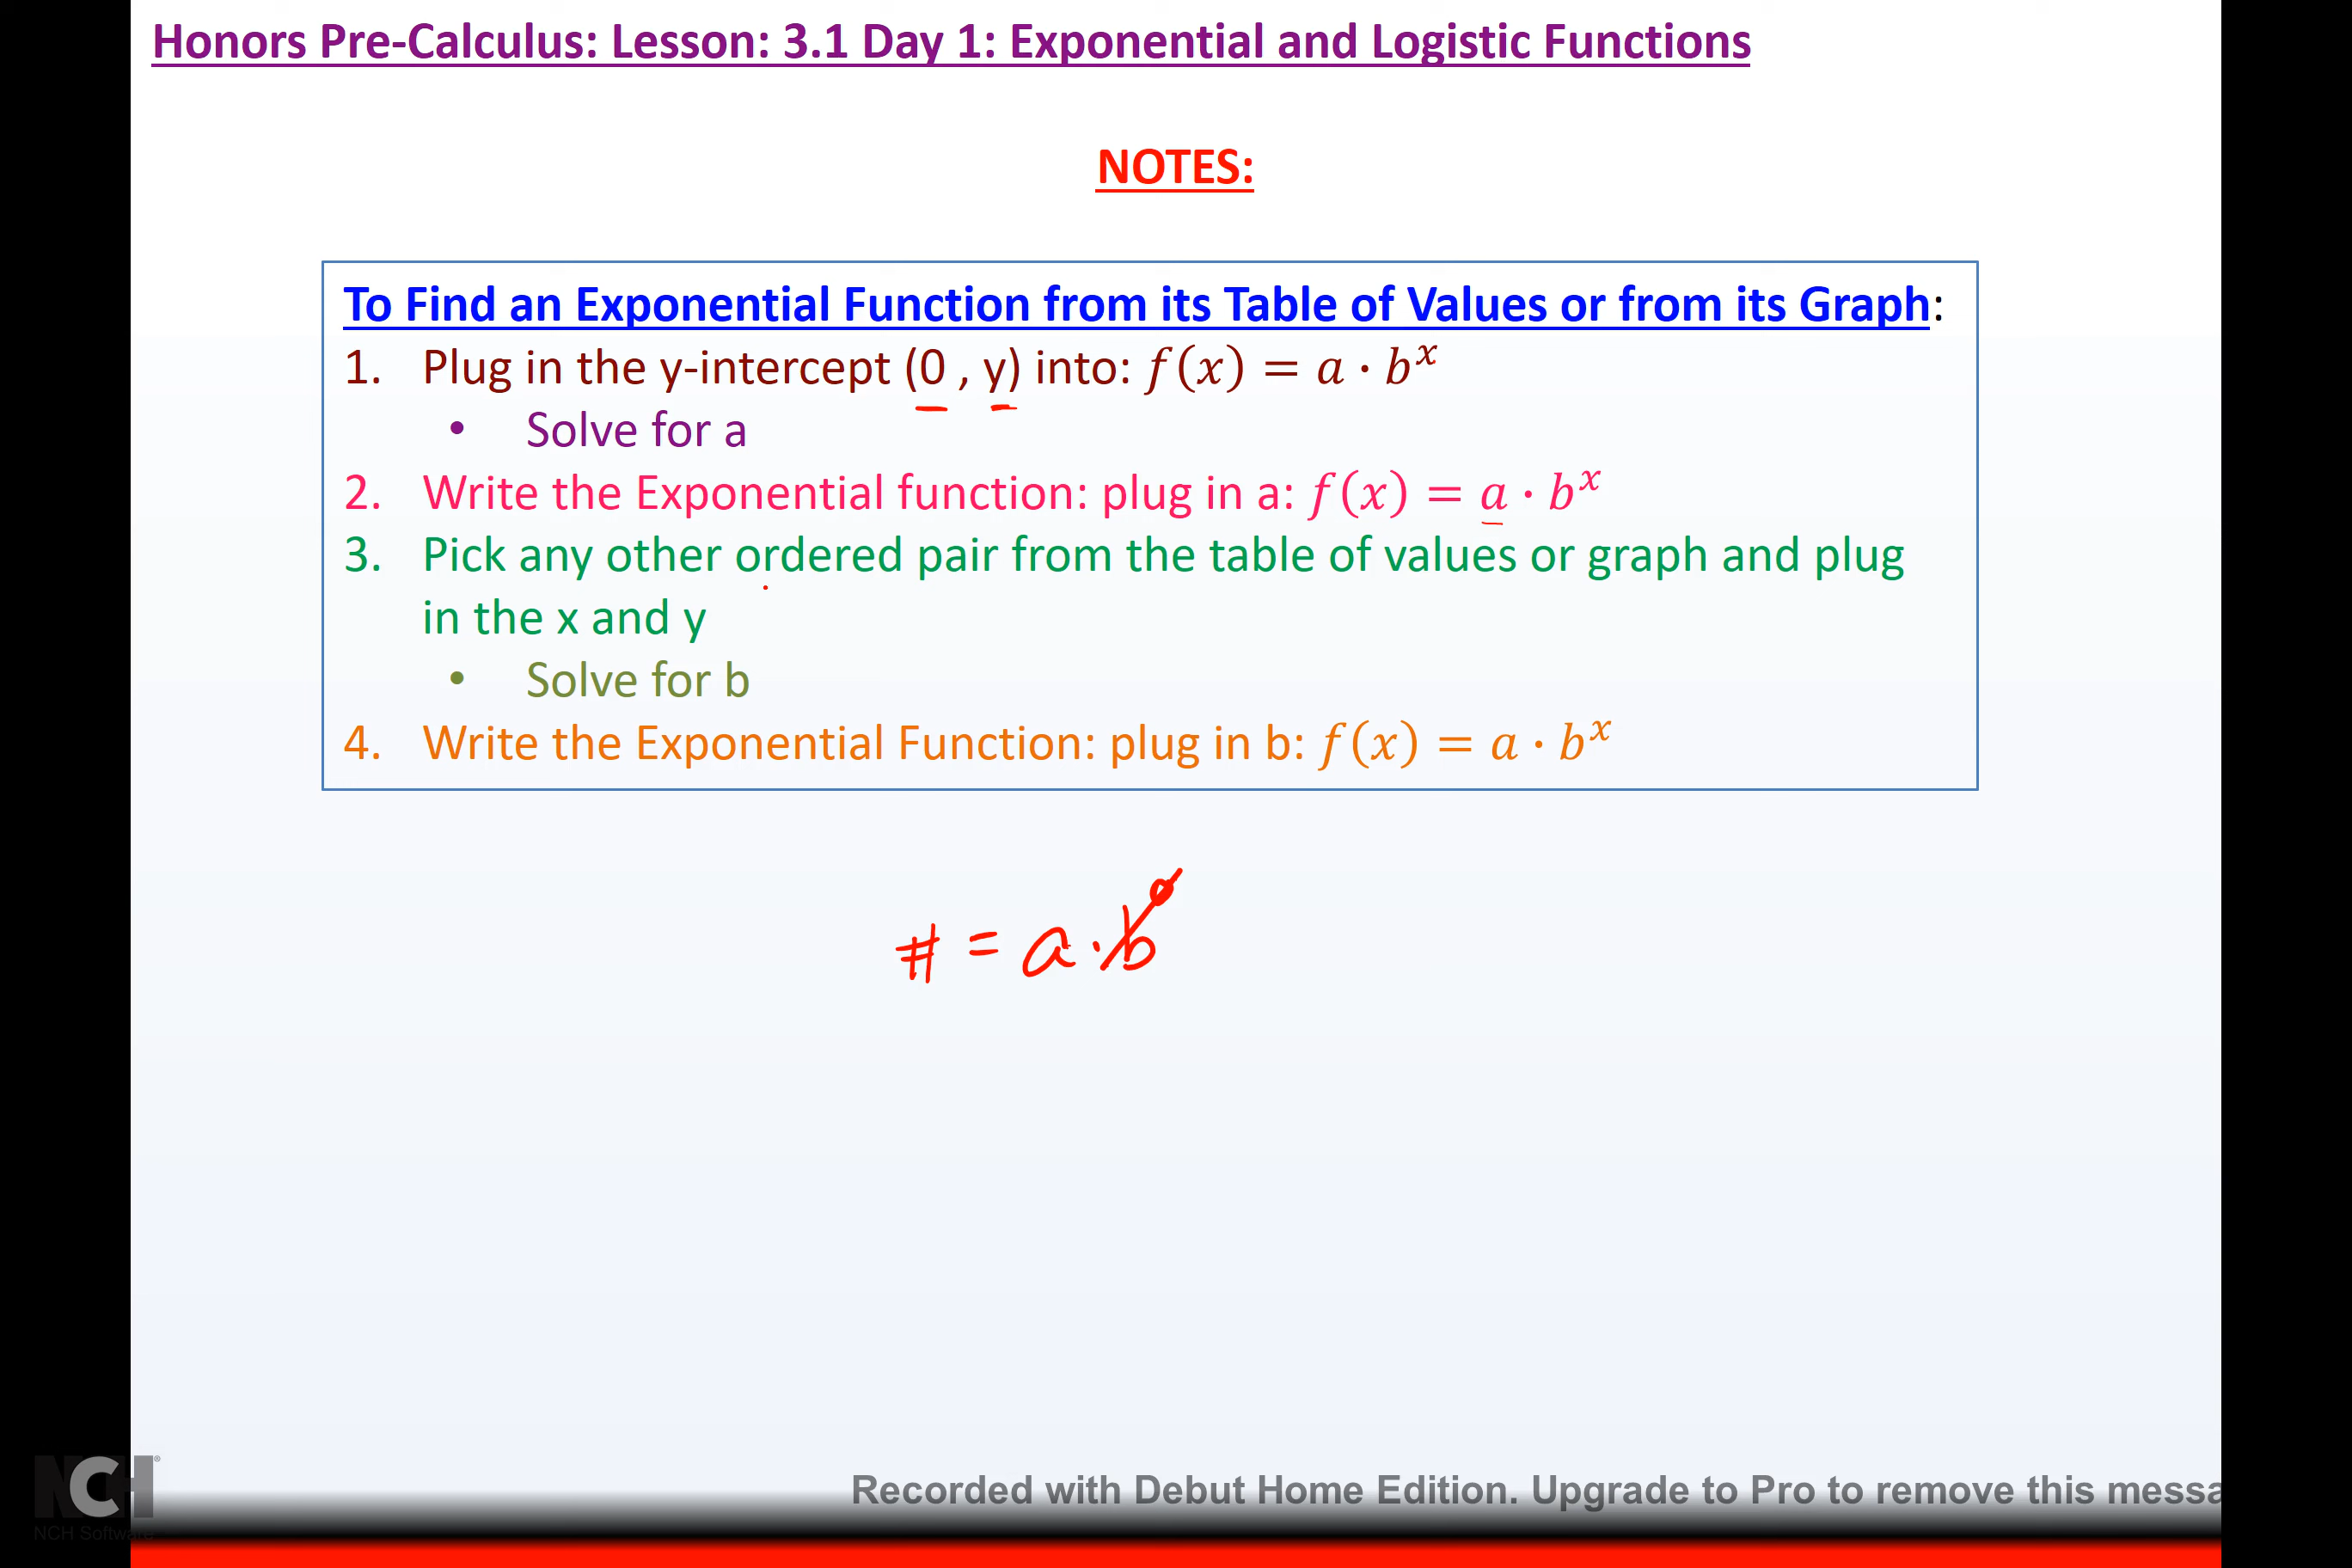 Honors Pre-Calculus: Lesson: 3.1 Day 1: Exponential and Logistic Functions
NOTES:
To Find an Exponential Function from its Table of Values or from its Graph:
1. Plug in the y-intercept (0 , y) into: f(x) = a · b^x
• Solve for a
2. Write the Exponential function: plug in a: f(x) = a · b^x
3. Pick any other ordered pair from the table of values or graph and plug
in the x and y
• Solve for b
4. Write the Exponential Function: plug in b: f(x) = a · b^x
# = a · b^0
NCH®
NCH Software
Recorded with Debut Home Edition. Upgrade to Pro to remove this messa